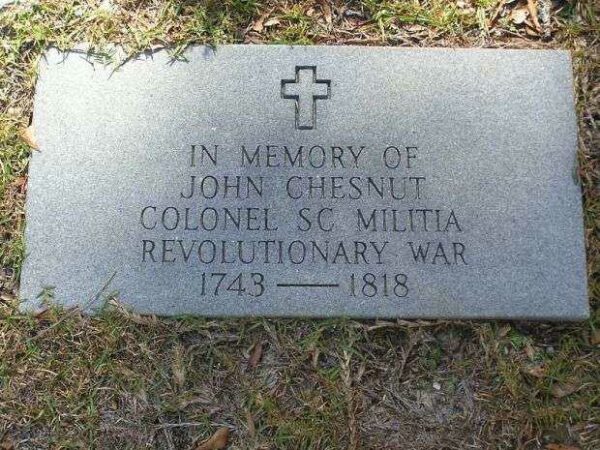 IN MEMORY OF
JOHN CHESNUT
COLONEL SC MILITIA
REVOLUTIONARY WAR
1743 — 1818